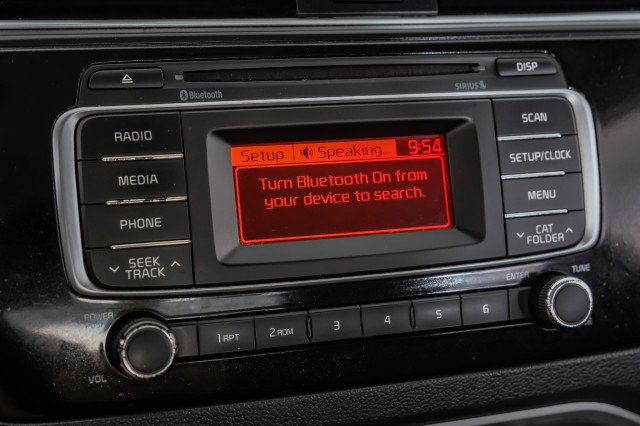 DISP
Bluetooth
SIRIUS
RADIO
MEDIA
PHONE
SEEK
TRACK
Setup Speaking... 9:54
Turn Bluetooth On from
your device to search.
SCAN
SETUP/CLOCK
MENU
CAT
FOLDER
POWER
VOL
1 RPT
2 RDM
3
4
5
6
ENTER
TUNE